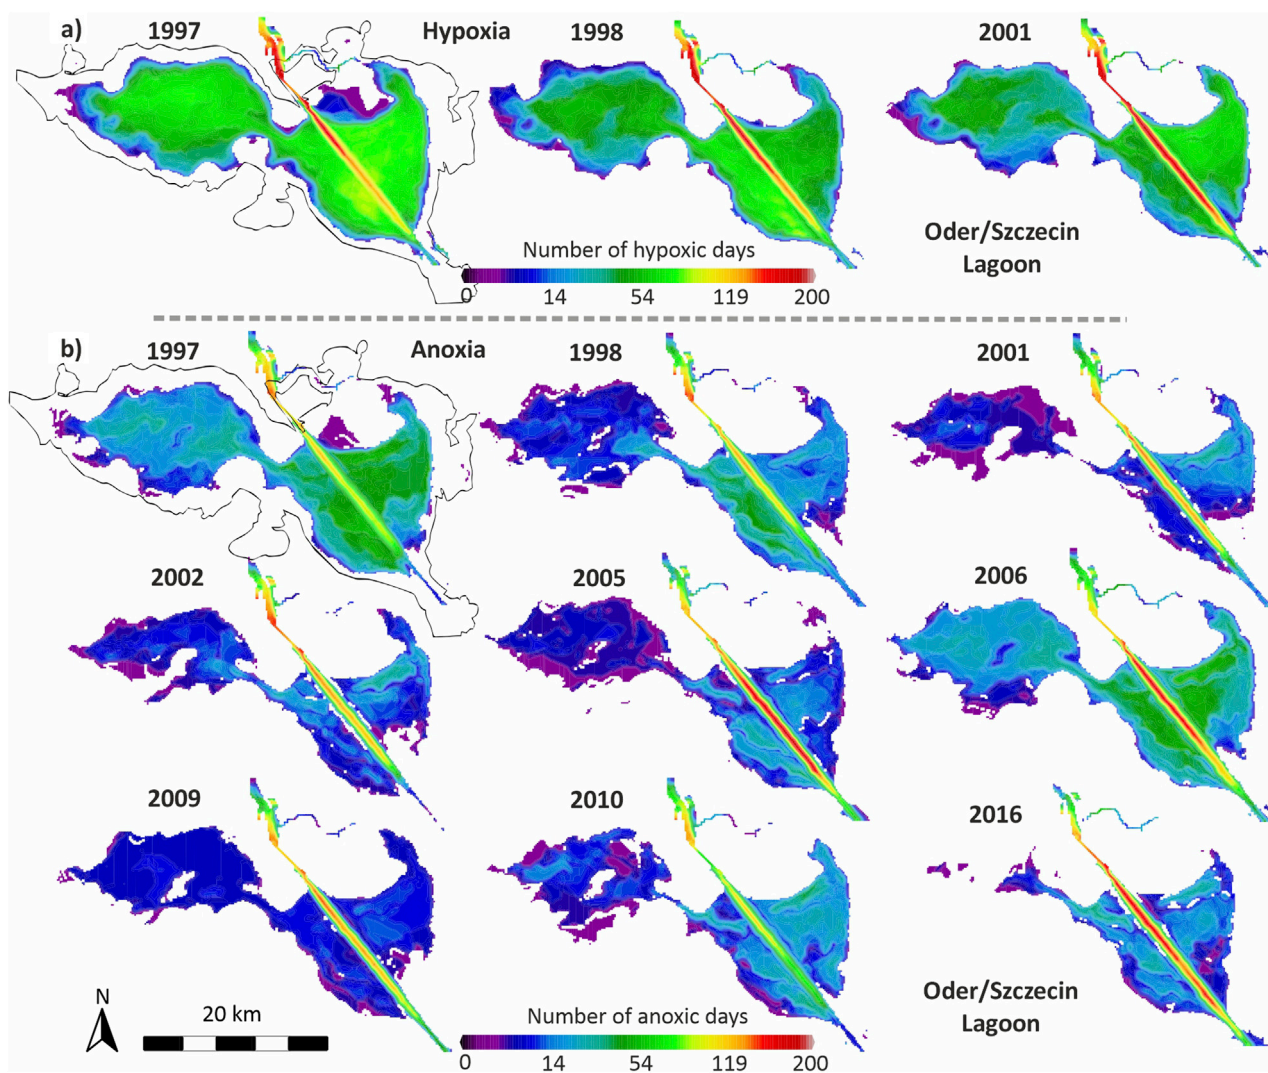 a) 1997 Hypoxia 1998 2001
Oder/Szczecin
Lagoon
Number of hypoxic days
0 14 54 119 200
b) 1997 Anoxia 1998 2001
2002 2005 2006
2009 2010 2016
N
20 km
Oder/Szczecin
Lagoon
Number of anoxic days
0 14 54 119 200